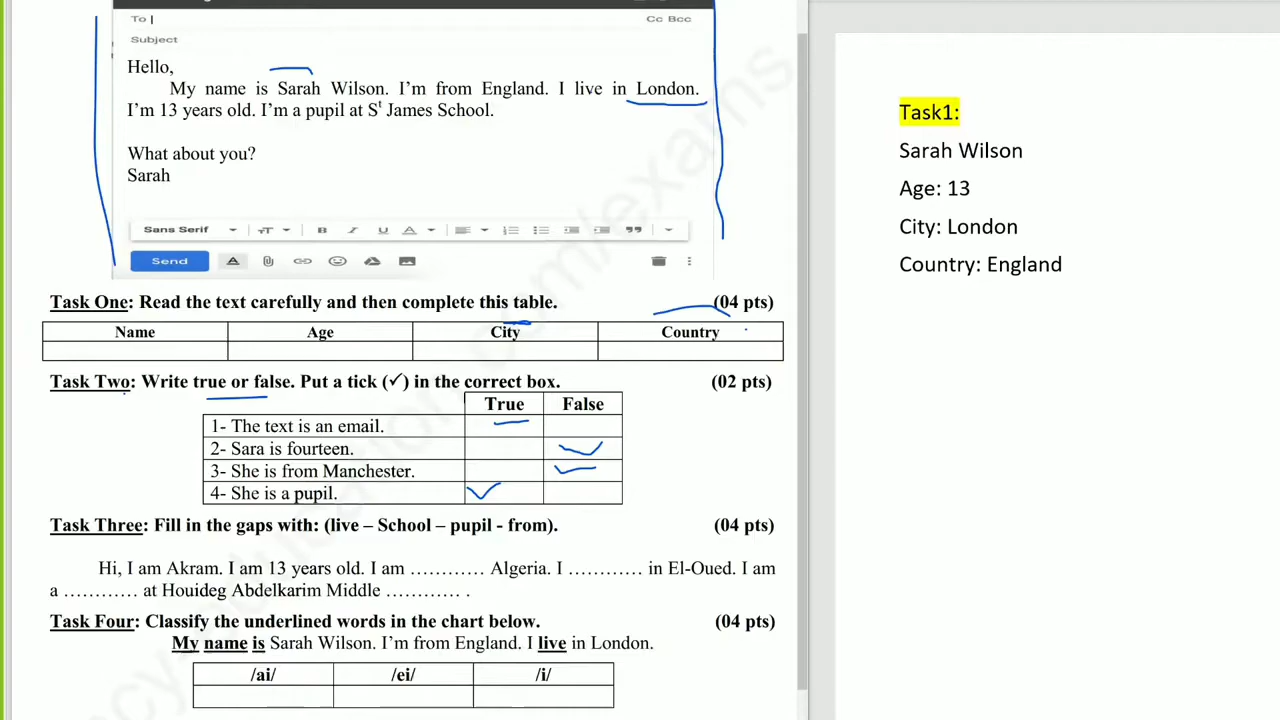 To
Cc Bcc
Subject
Hello,
My name is Sarah Wilson. I'm from England. I live in London.
I'm 13 years old. I'm a pupil at St James School.
What about you?
Sarah
Sans Serif
Send
Task One: Read the text carefully and then complete this table. (04 pts)
Name Age City Country
Task Two: Write true or false. Put a tick (✓) in the correct box. (02 pts)
True False
1- The text is an email.
2- Sara is fourteen.
3- She is from Manchester.
4- She is a pupil.
Task Three: Fill in the gaps with: (live – School – pupil - from). (04 pts)
Hi, I am Akram. I am 13 years old. I am ………… Algeria. I ………… in El-Oued. I am
a ………… at Houideg Abdelkarim Middle ………… .
Task Four: Classify the underlined words in the chart below. (04 pts)
My name is Sarah Wilson. I'm from England. I live in London.
/ai/ /ei/ /i/
Task1:
Sarah Wilson
Age: 13
City: London
Country: England